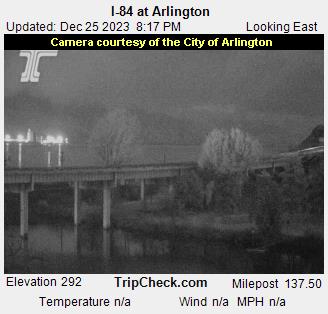 I-84 at Arlington
Updated: Dec 25 2023 8:17 PM Looking East
Camera courtesy of the City of Arlington
Elevation 292 TripCheck.com Milepost 137.50
Temperature n/a Wind n/a MPH n/a